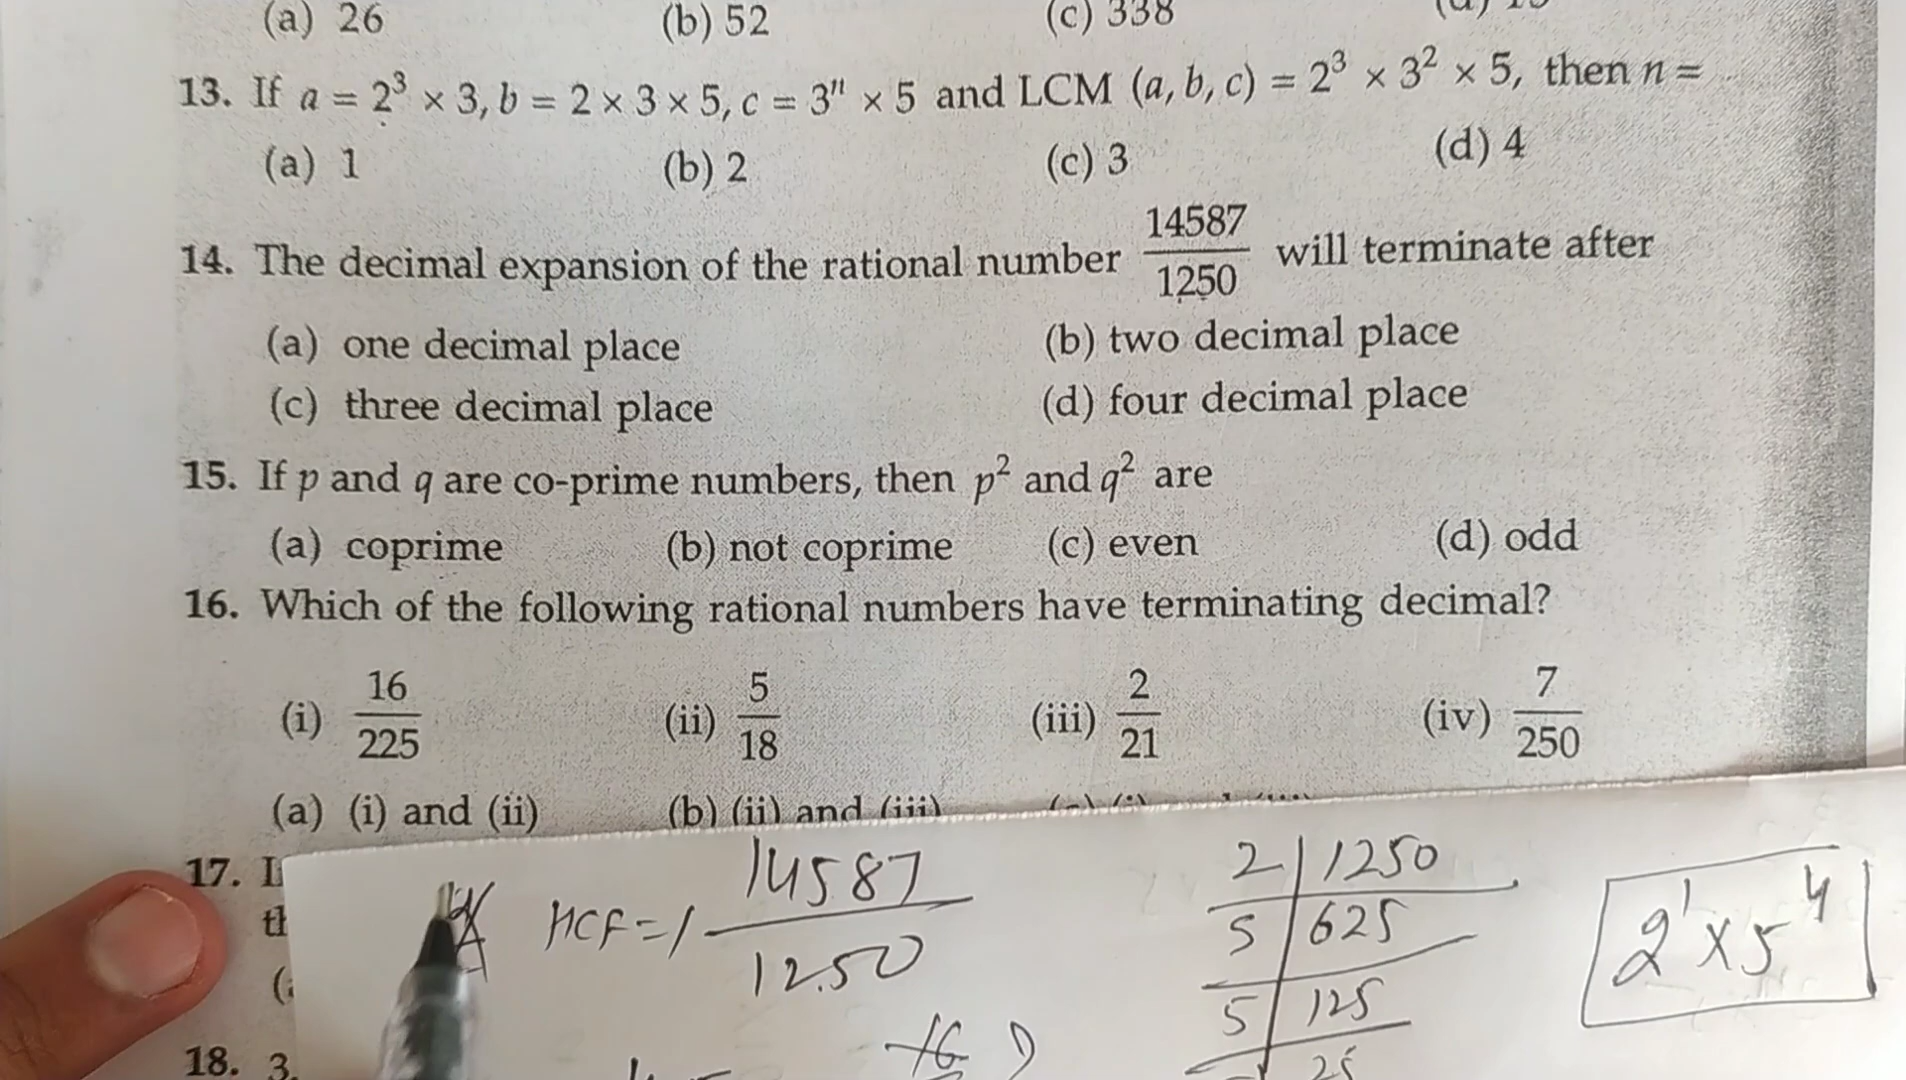 (a) 26 (b) 52 (c) 338
13. If a = 2³ × 3, b = 2 × 3 × 5, c = 3ⁿ × 5 and LCM (a, b, c) = 2³ × 3² × 5, then n =
(a) 1 (b) 2 (c) 3 (d) 4
14. The decimal expansion of the rational number 14587/1250 will terminate after
(a) one decimal place (b) two decimal place
(c) three decimal place (d) four decimal place
15. If p and q are co-prime numbers, then p² and q² are
(a) coprime (b) not coprime (c) even (d) odd
16. Which of the following rational numbers have terminating decimal?
(i) 16/225 (ii) 5/18 (iii) 2/21 (iv) 7/250
(a) (i) and (ii) (b) (ii) and (iii)
17.
HCF=1 14587/1250
2 | 1250
5 | 625
5 | 125
25
2¹ × 5⁴
18. 3.